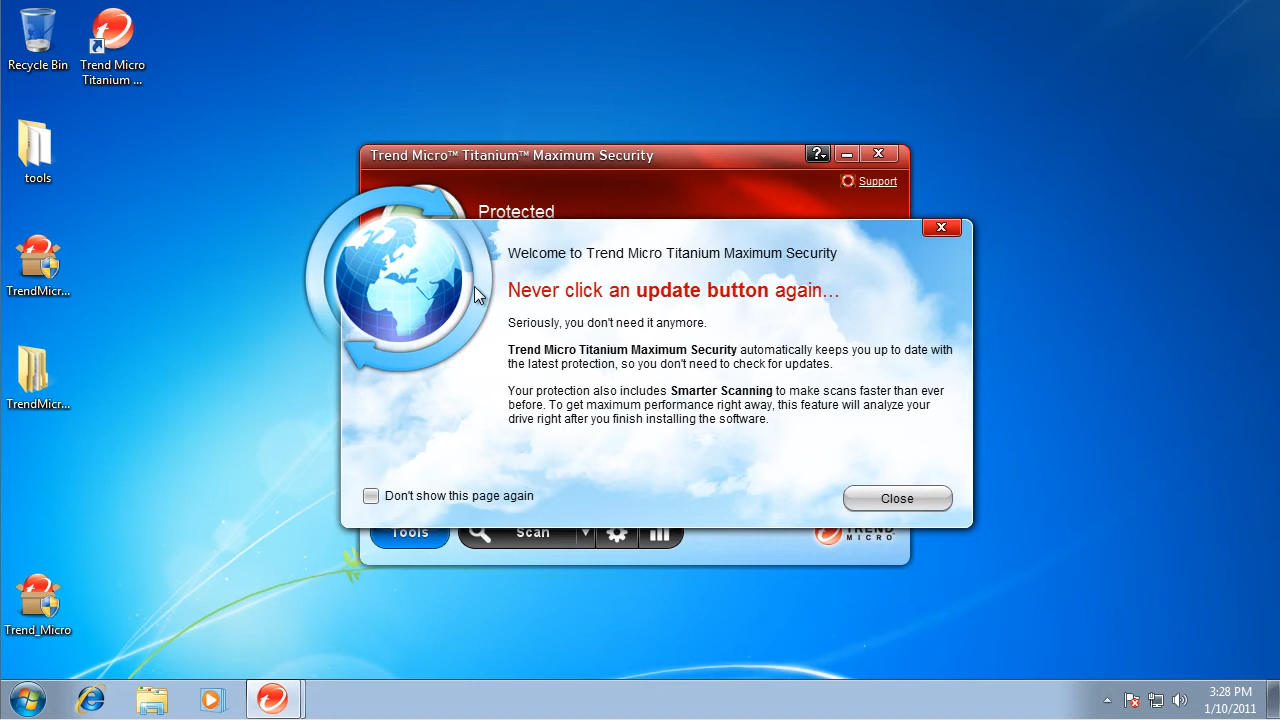 Recycle Bin
Trend Micro
Titanium ...
tools
TrendMicr...
TrendMicr...
Trend_Micro
Trend Micro™ Titanium™ Maximum Security
?
Support
Protected
Welcome to Trend Micro Titanium Maximum Security
Never click an update button again...
Seriously, you don't need it anymore.
Trend Micro Titanium Maximum Security automatically keeps you up to date with
the latest protection, so you don't need to check for updates.
Your protection also includes Smarter Scanning to make scans faster than ever
before. To get maximum performance right away, this feature will analyze your
drive right after you finish installing the software.
Don't show this page again
Close
Tools
Scan
TREND
MICRO
3:28 PM
1/10/2011